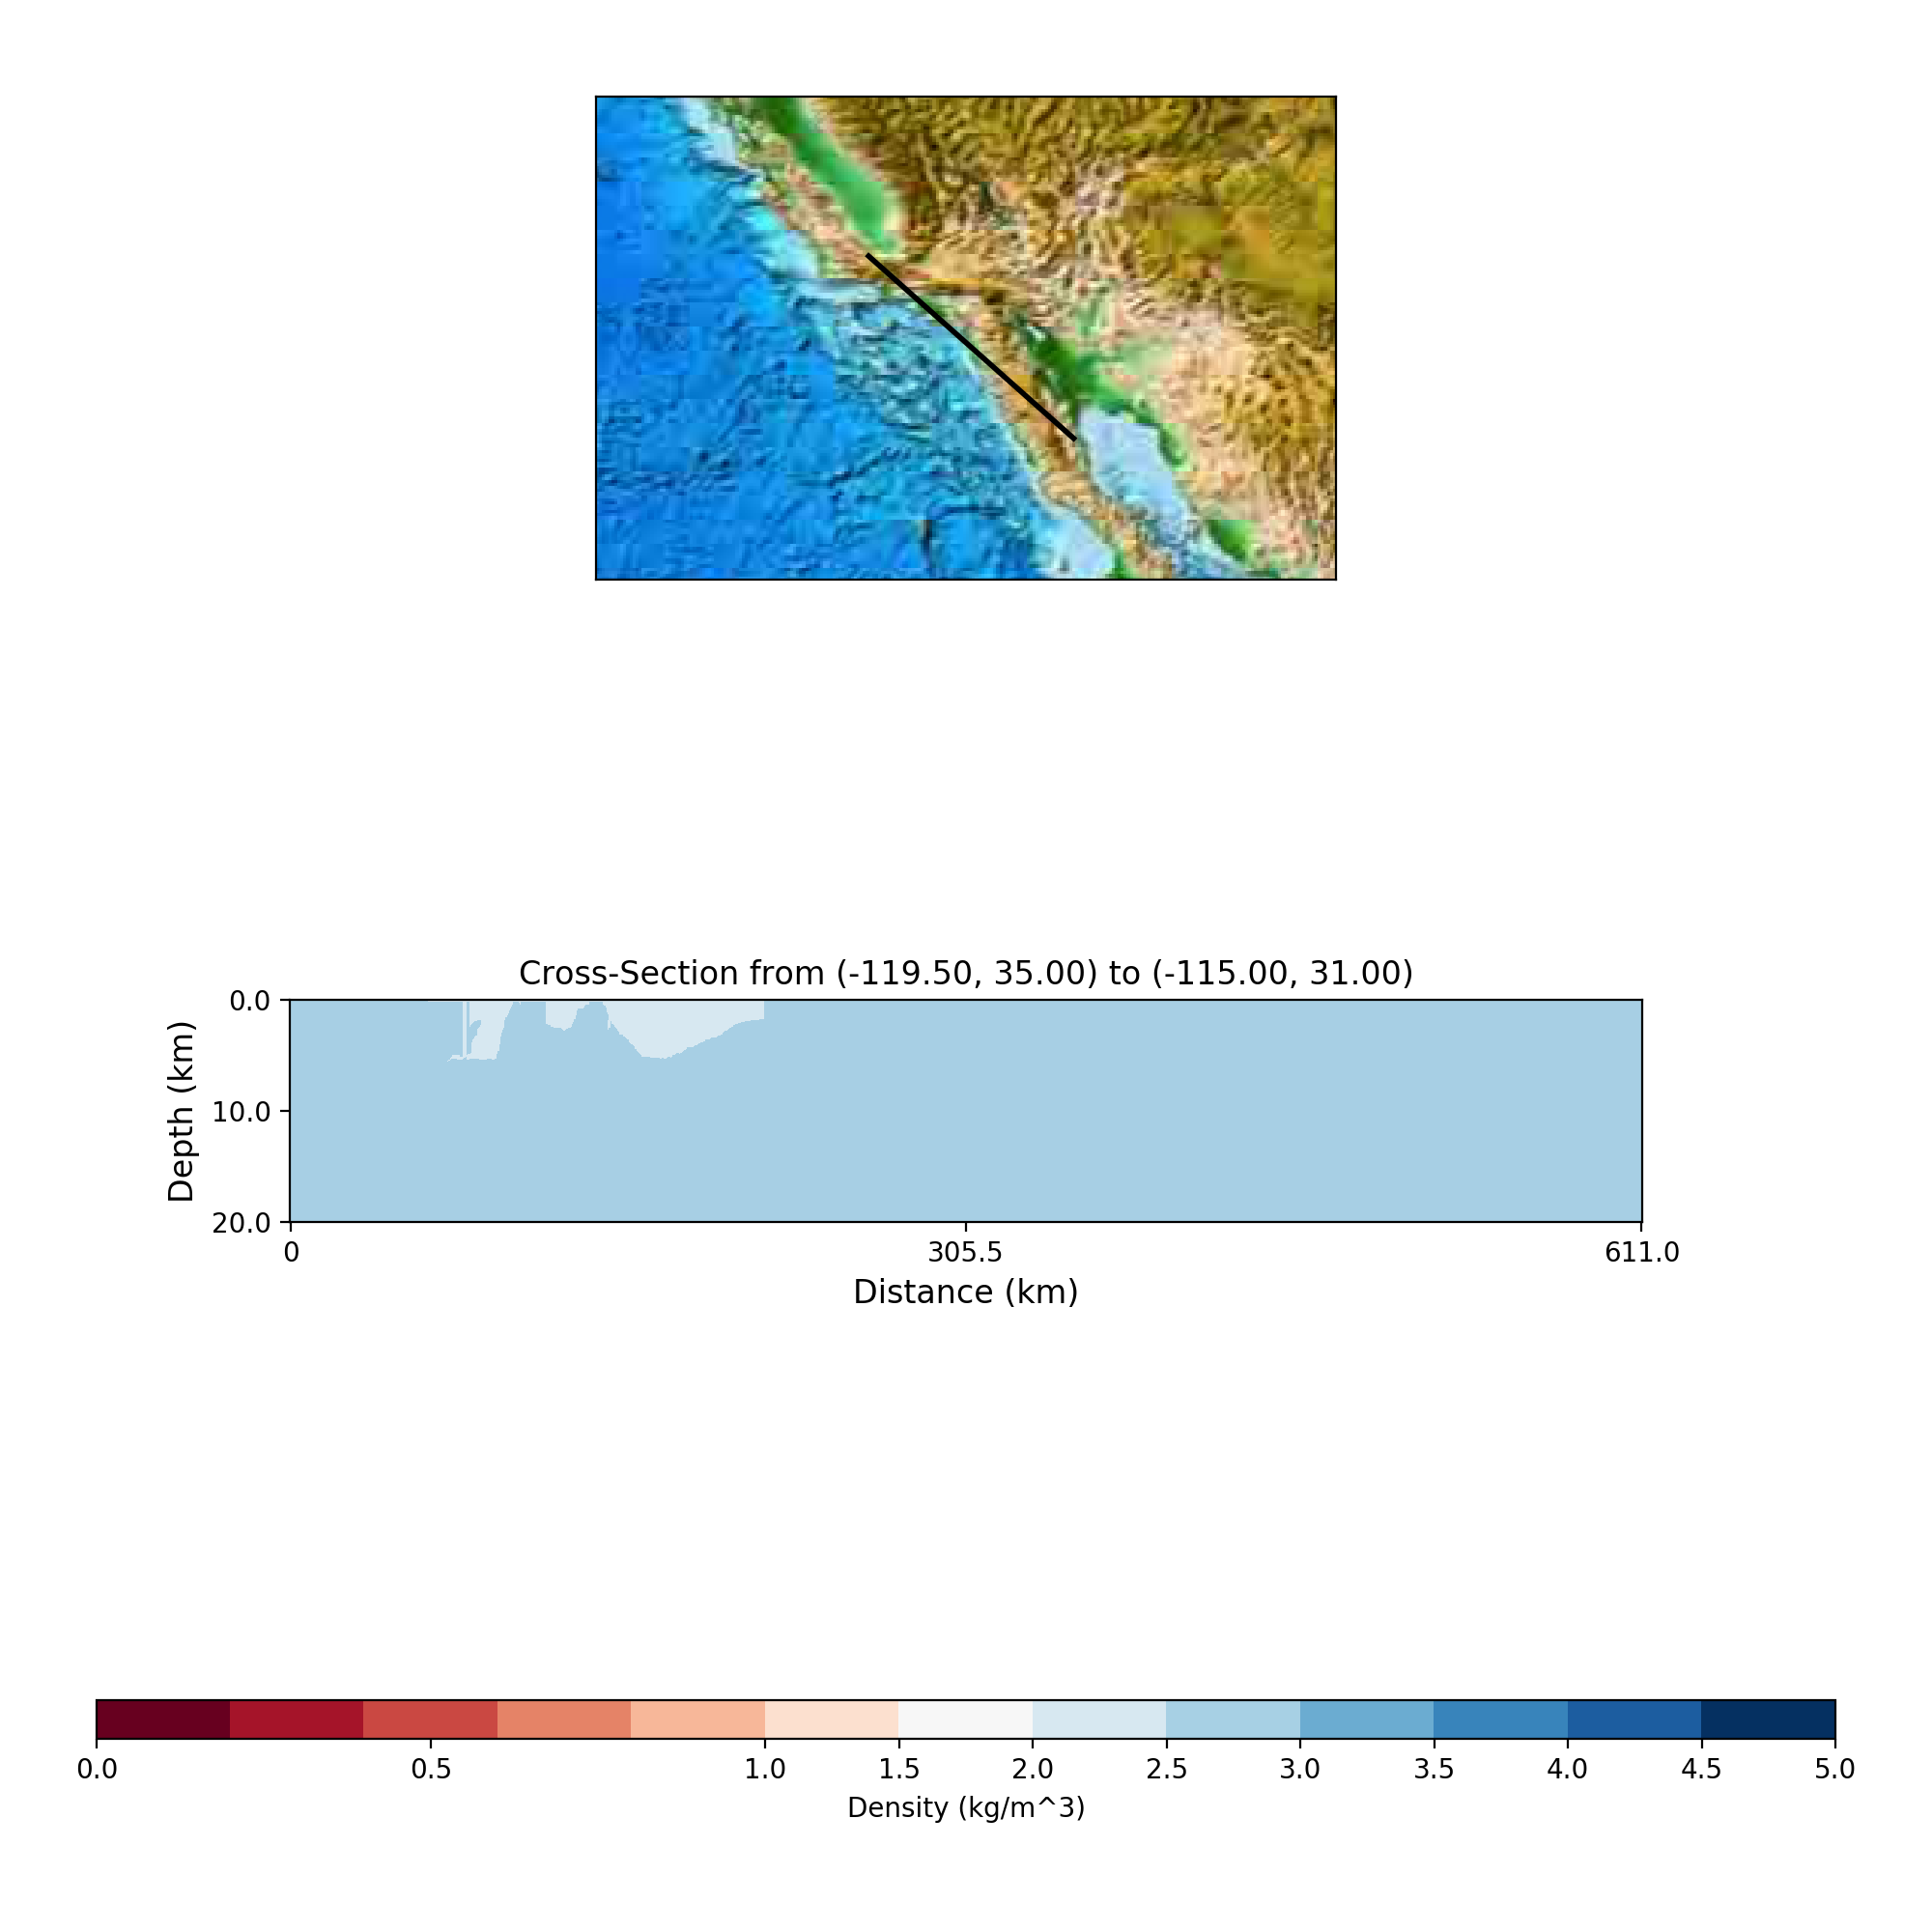 Cross-Section from (-119.50, 35.00) to (-115.00, 31.00)
0.0
10.0
20.0
Depth (km)
0 305.5 611.0
Distance (km)
0.0 0.5 1.0 1.5 2.0 2.5 3.0 3.5 4.0 4.5 5.0
Density (kg/m^3)